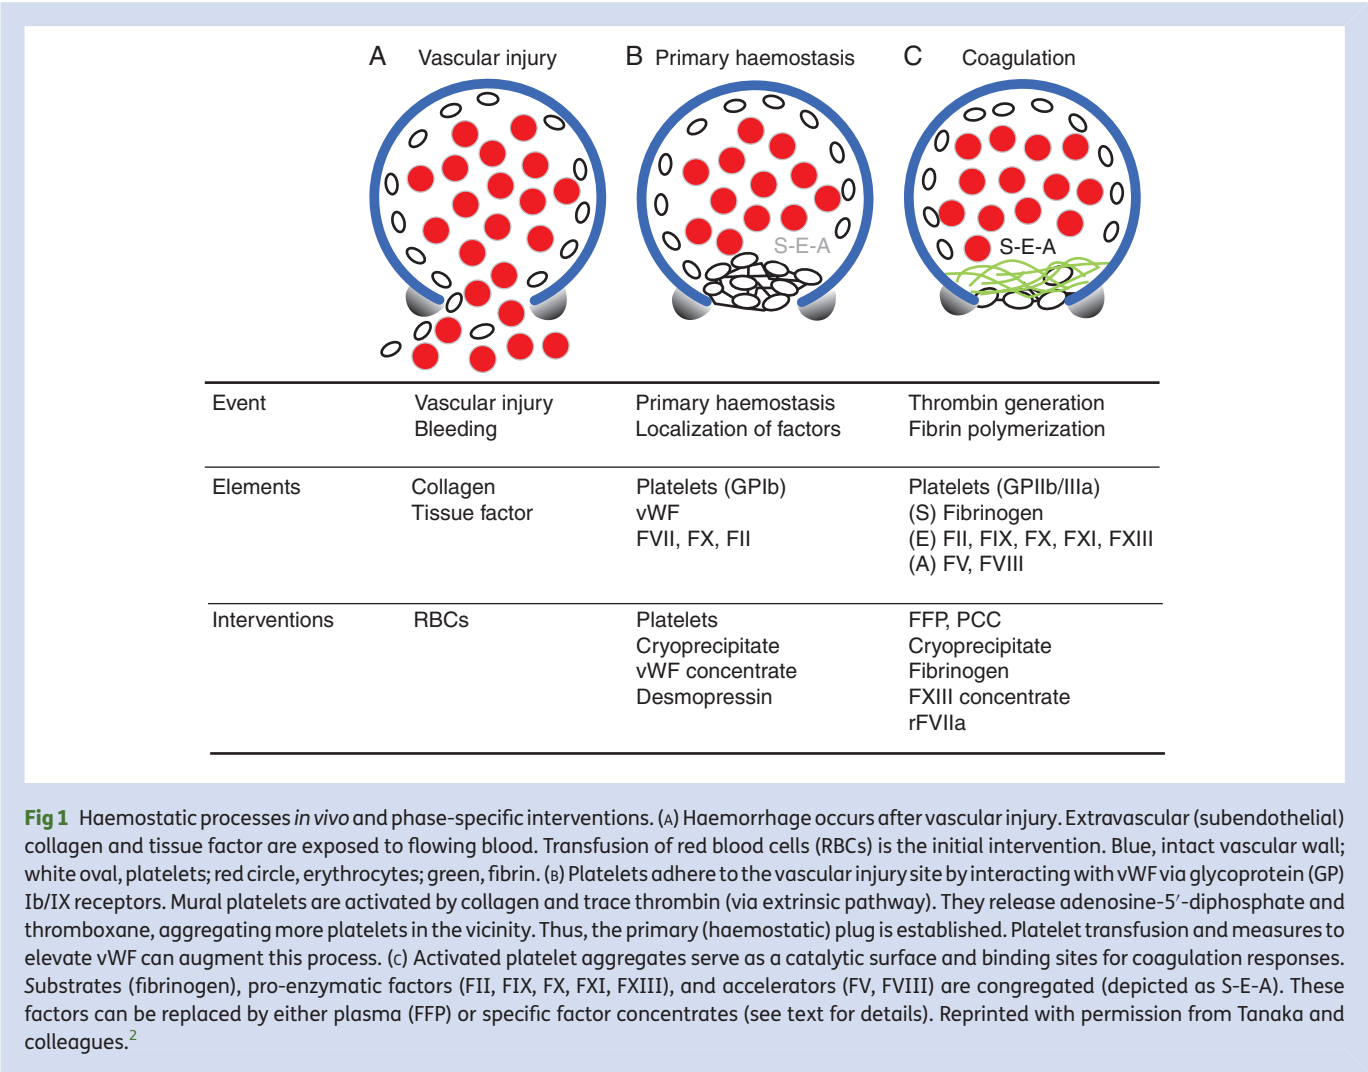 A Vascular injury
B Primary haemostasis
C Coagulation
S-E-A
S-E-A
Event
Vascular injury
Bleeding
Primary haemostasis
Localization of factors
Thrombin generation
Fibrin polymerization
Elements
Collagen
Tissue factor
Platelets (GPIb)
vWF
FVII, FX, FII
Platelets (GPIIb/IIIa)
(S) Fibrinogen
(E) FII, FIX, FX, FXI, FXIII
(A) FV, FVIII
Interventions
RBCs
Platelets
Cryoprecipitate
vWF concentrate
Desmopressin
FFP, PCC
Cryoprecipitate
Fibrinogen
FXIII concentrate
rFVIIa
Fig 1 Haemostatic processes in vivo and phase-specific interventions. (A) Haemorrhage occurs after vascular injury. Extravascular (subendothelial)
collagen and tissue factor are exposed to flowing blood. Transfusion of red blood cells (RBCs) is the initial intervention. Blue, intact vascular wall;
white oval, platelets; red circle, erythrocytes; green, fibrin. (B) Platelets adhere to the vascular injury site by interacting with vWF via glycoprotein (GP)
Ib/IX receptors. Mural platelets are activated by collagen and trace thrombin (via extrinsic pathway). They release adenosine-5′-diphosphate and
thromboxane, aggregating more platelets in the vicinity. Thus, the primary (haemostatic) plug is established. Platelet transfusion and measures to
elevate vWF can augment this process. (C) Activated platelet aggregates serve as a catalytic surface and binding sites for coagulation responses.
Substrates (fibrinogen), pro-enzymatic factors (FII, FIX, FX, FXI, FXIII), and accelerators (FV, FVIII) are congregated (depicted as S-E-A). These
factors can be replaced by either plasma (FFP) or specific factor concentrates (see text for details). Reprinted with permission from Tanaka and
colleagues.2